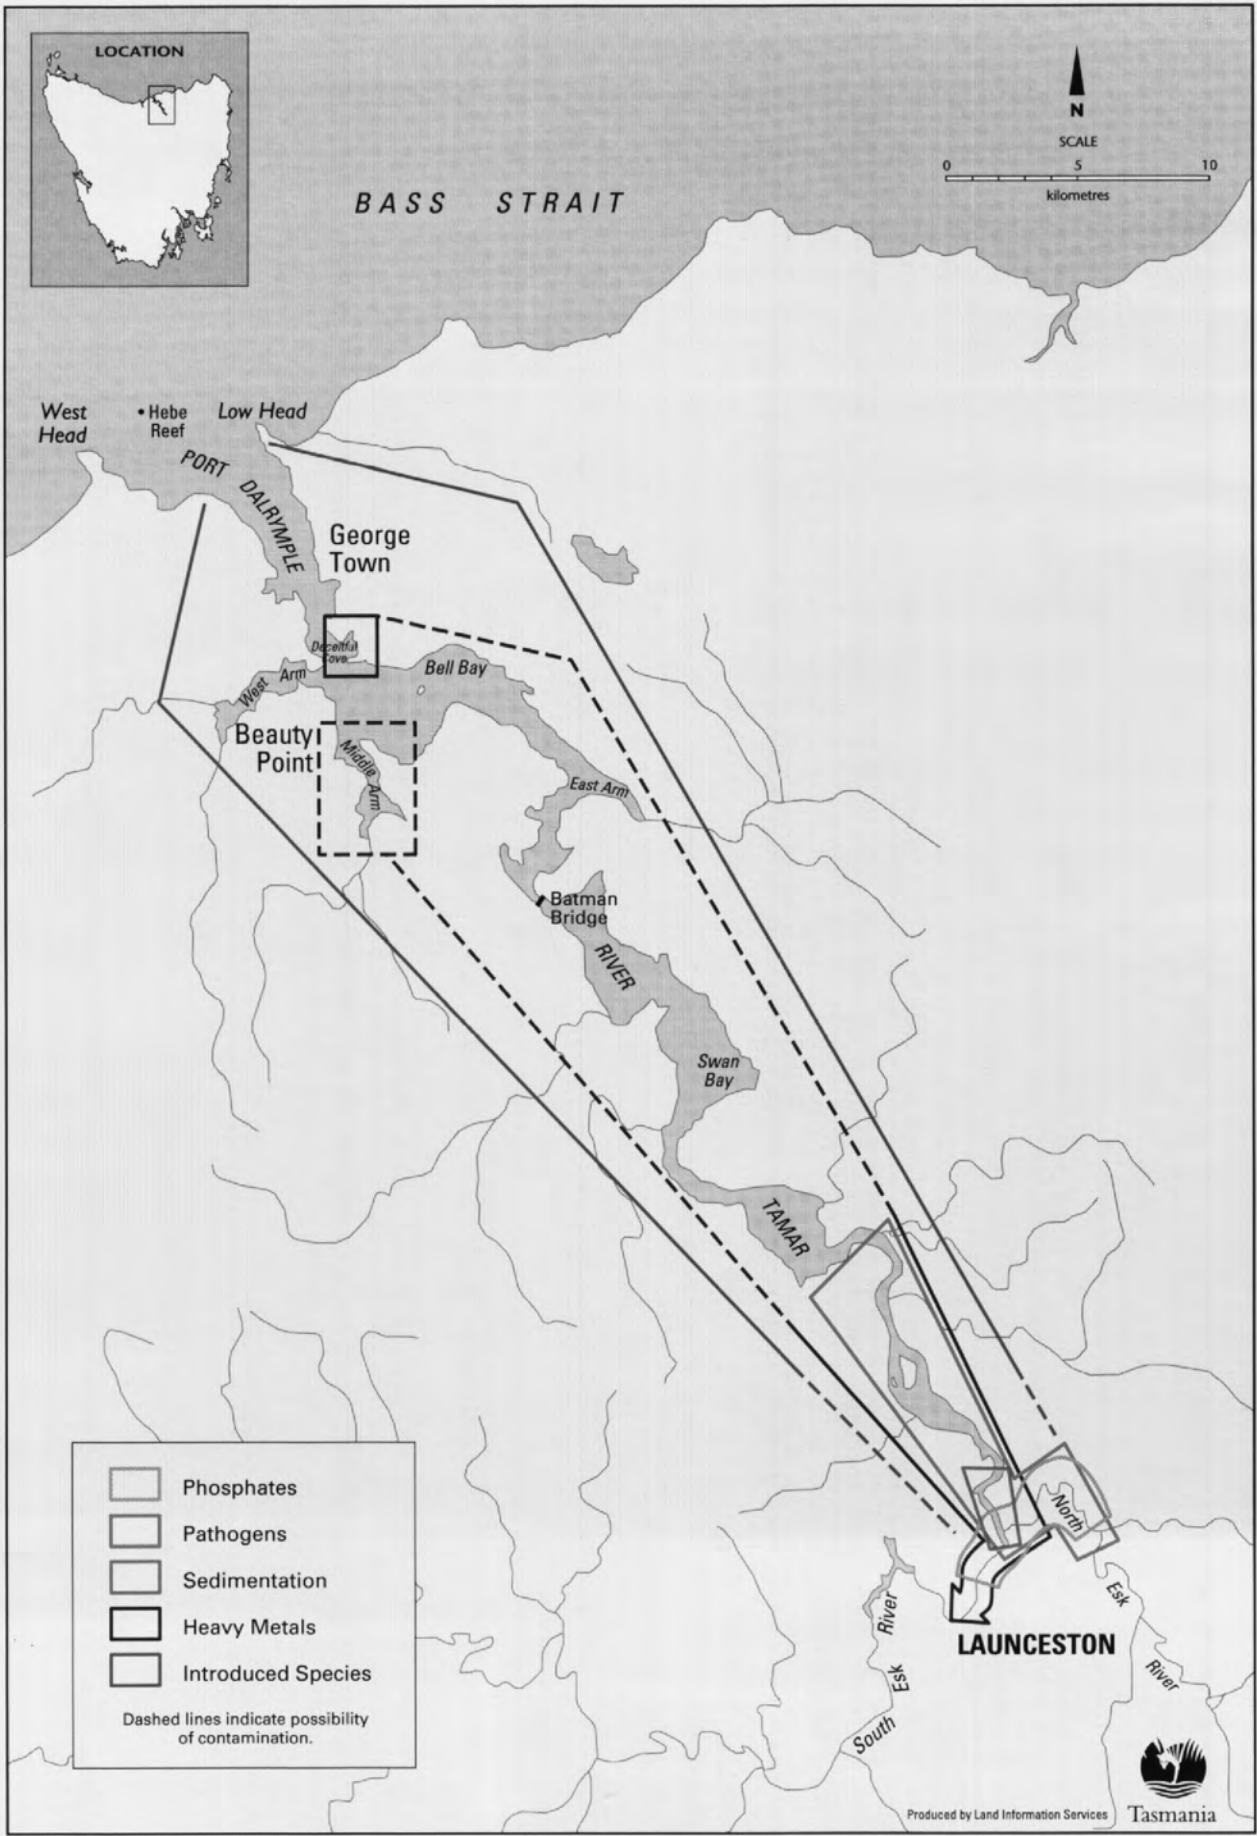 LOCATION
N
SCALE
0 5 10
kilometres
BASS STRAIT
West
Head
• Hebe
Reef
Low Head
PORT
DALRYMPLE
George
Town
Deceitful
Cove
Bell Bay
West Arm
Beauty
Point
Middle
Arm
East Arm
Batman
Bridge
RIVER
Swan
Bay
TAMAR
North
Esk
River
LAUNCESTON
South
Esk
River
Phosphates
Pathogens
Sedimentation
Heavy Metals
Introduced Species
Dashed lines indicate possibility
of contamination.
Produced by Land Information Services
Tasmania